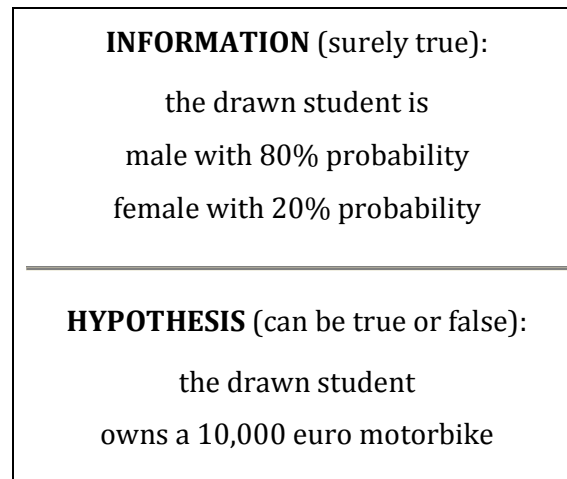 INFORMATION (surely true):
the drawn student is
male with 80% probability
female with 20% probability
HYPOTHESIS (can be true or false):
the drawn student
owns a 10,000 euro motorbike